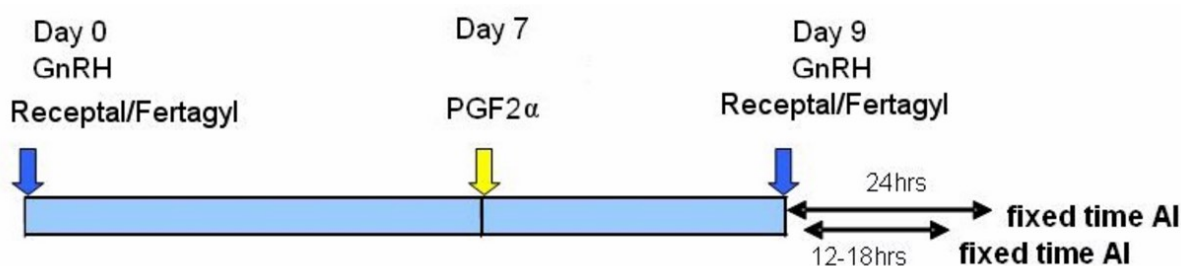 Day 0
GnRH
Receptal/Fertagyl
Day 7
PGF2α
Day 9
GnRH
Receptal/Fertagyl
24hrs
fixed time AI
12-18hrs
fixed time AI